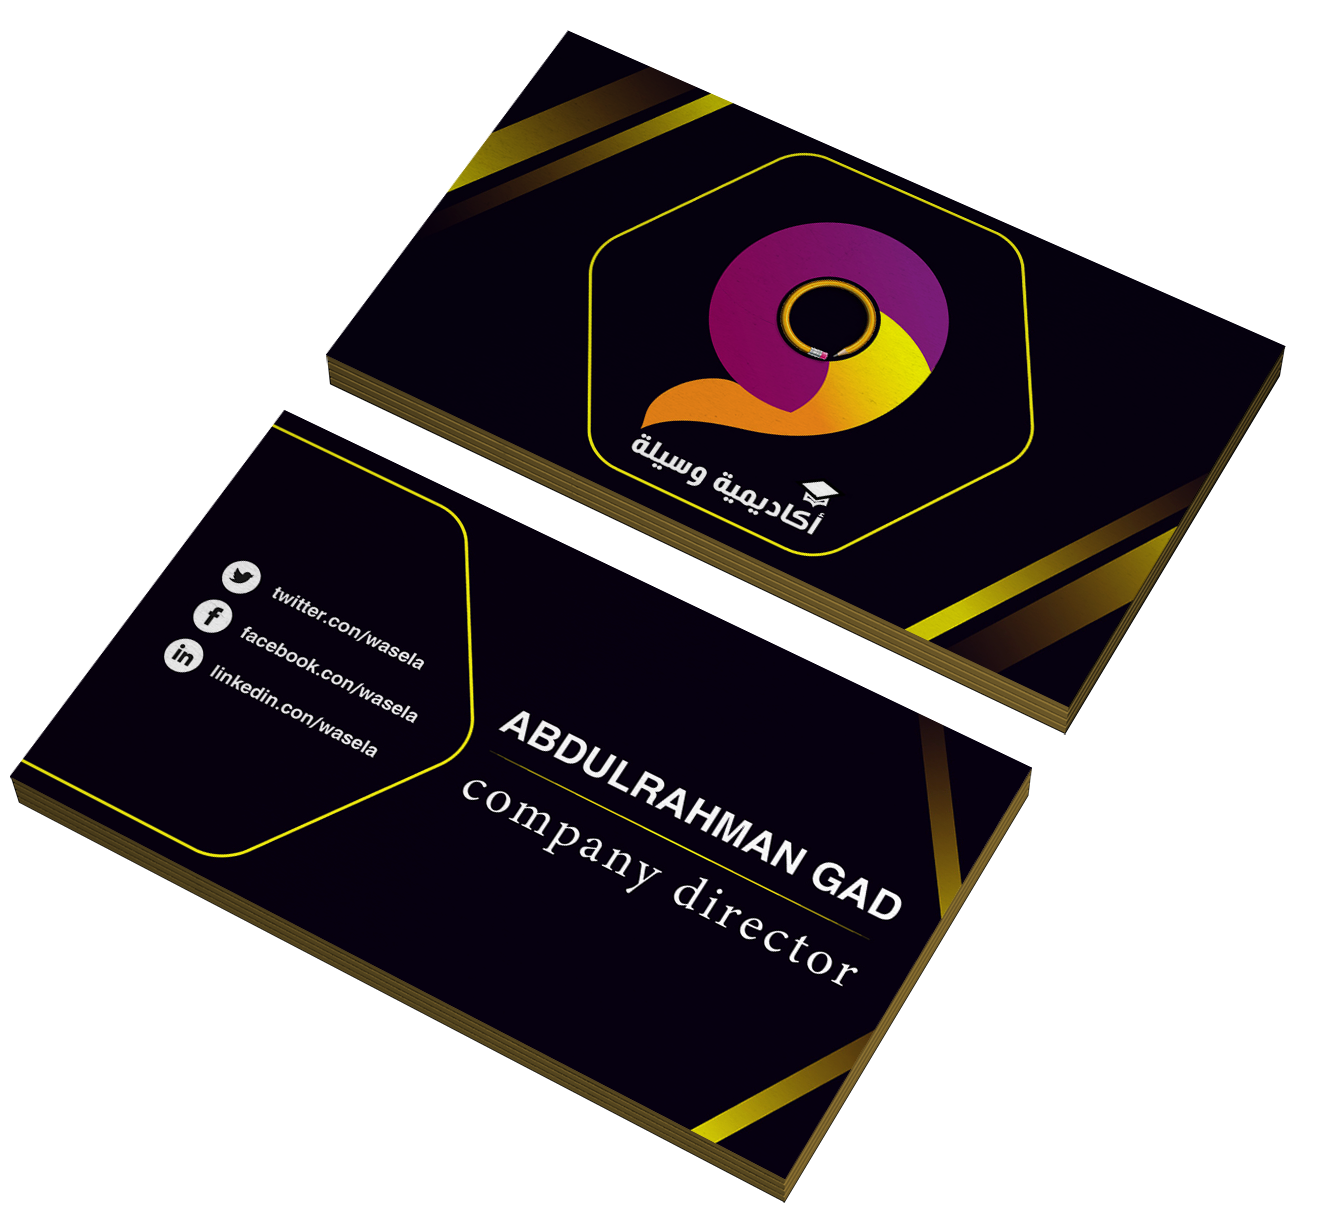 أكاديمية وسيلة
twitter.con/wasela
facebook.con/wasela
linkedin.con/wasela
ABDULRAHMAN GAD
company director